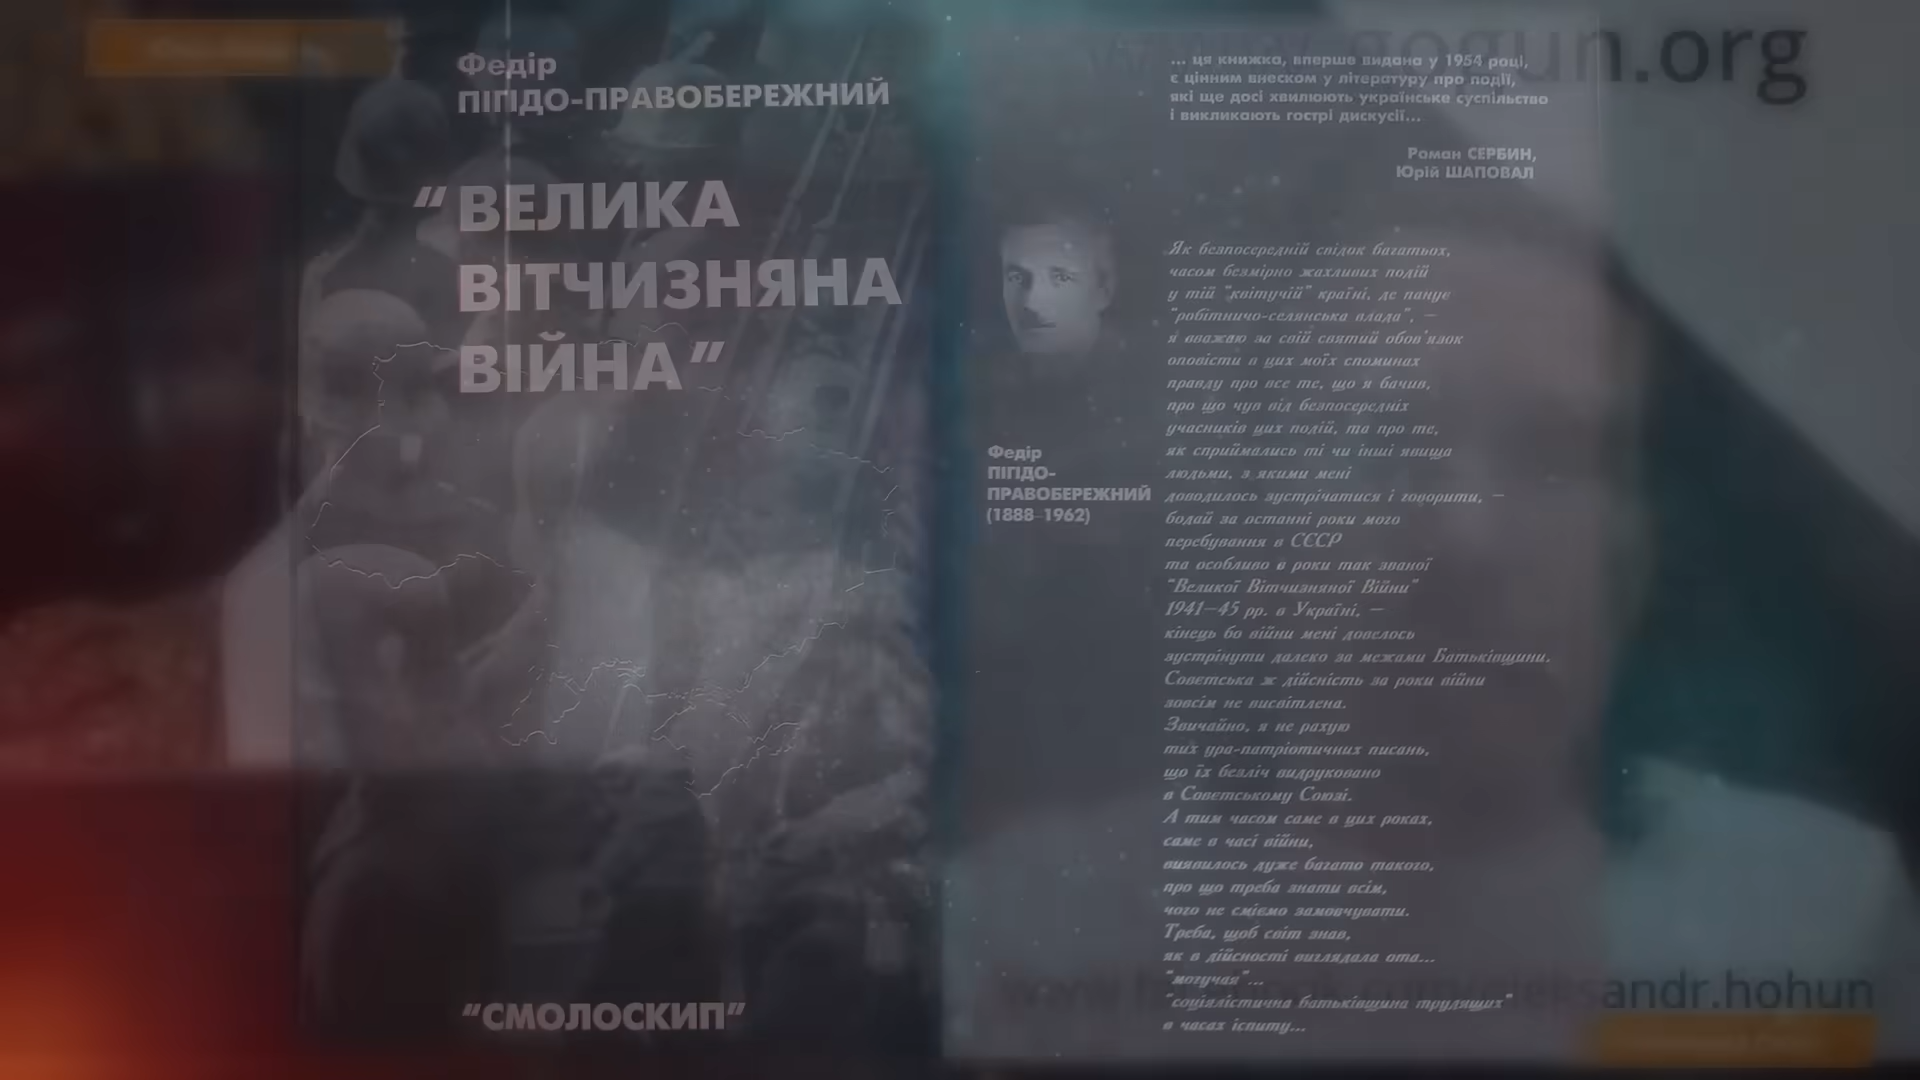 Федір
ПІГІДО-ПРАВОБЕРЕЖНИЙ
“ВЕЛИКА
ВІТЧИЗНЯНА
ВІЙНА”
“СМОЛОСКИП”
... ця книжка, вперше видана у 1954 році,
є цінним внеском у літературу про події,
які ще досі хвилюють українське суспільство
і викликають гострі дискусії...
Роман СЕРБИН,
Юрій ШАПОВАЛ
Федір
ПІГІДО-
ПРАВОБЕРЕЖНИЙ
(1888–1962)
Як безпосередній свідок багатьох,
часом безмірно жахливих подій
у тій "квітучій" країні, де панує
"робітничо-селянська влада", —
я вважаю за свій святий обов'язок
оповісти в цих моїх споминах
правду про все те, що я бачив,
про що чув від безпосередніх
учасників цих подій, та про те,
як сприймались ті чи інші явища
людьми, з якими мені
доводилось зустрічатися і говорити, —
бодай за останні роки мого
перебування в СССР
та особливо в роки так званої
"Великої Вітчизняної Війни"
1941—45 рр. в Україні, —
кінець бо війни мені довелось
зустрінути далеко за межами Батьківщини.
Совєтська ж дійсність за роки війни
зовсім не висвітлена.
Звичайно, я не рахую
тих ура-патріотичних писань,
що їх безліч видруковано
в Совєтському Союзі.
А тим часом саме в цих роках,
саме в часі війни,
виявилось дуже багато такого,
про що треба знати всім,
чого не сміємо замовчувати.
Треба, щоб світ знав,
як в дійсності виглядала ота...
"могучая"...
"соціялістична батьківщина трудящих"
в часах іспиту...
gohun.org
aleksandr.hohun